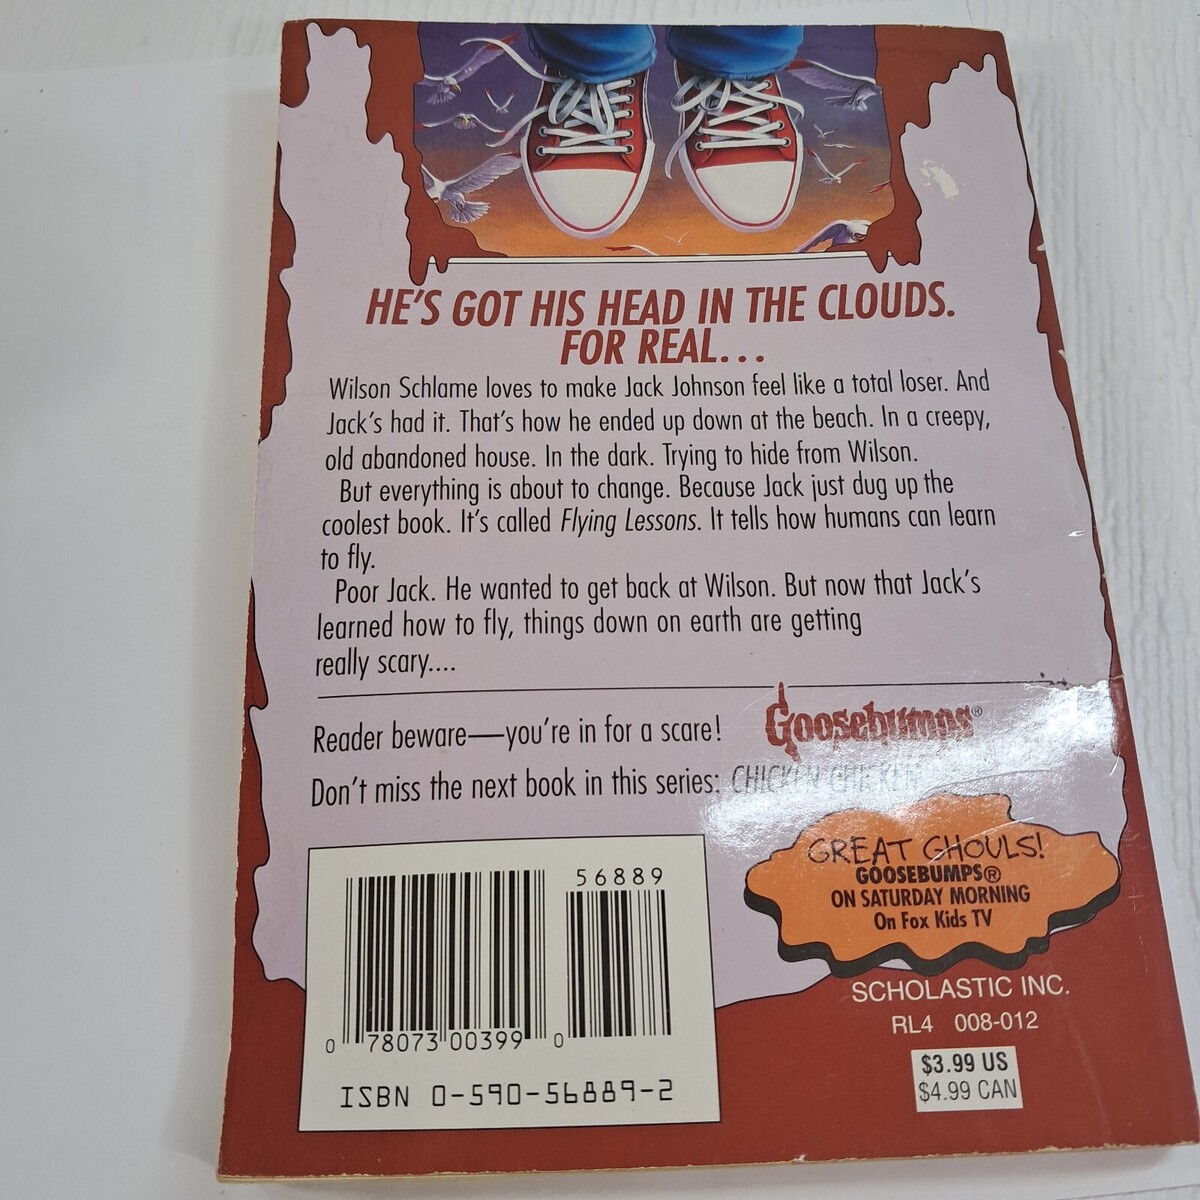 HE'S GOT HIS HEAD IN THE CLOUDS.
FOR REAL...
Wilson Schlame loves to make Jack Johnson feel like a total loser. And
Jack's had it. That's how he ended up down at the beach. In a creepy,
old abandoned house. In the dark. Trying to hide from Wilson.
But everything is about to change. Because Jack just dug up the
coolest book. It's called Flying Lessons. It tells how humans can learn
to fly.
Poor Jack. He wanted to get back at Wilson. But now that Jack's
learned how to fly, things down on earth are getting
really scary....
Reader beware—you're in for a scare!
Goosebumps®
Don't miss the next book in this series: CHICKEN CHICKEN
GREAT GHOULS!
GOOSEBUMPS®
ON SATURDAY MORNING
On Fox Kids TV
56889
0 78073 00399 0
ISBN 0-590-56889-2
SCHOLASTIC INC.
RL4 008-012
$3.99 US
$4.99 CAN